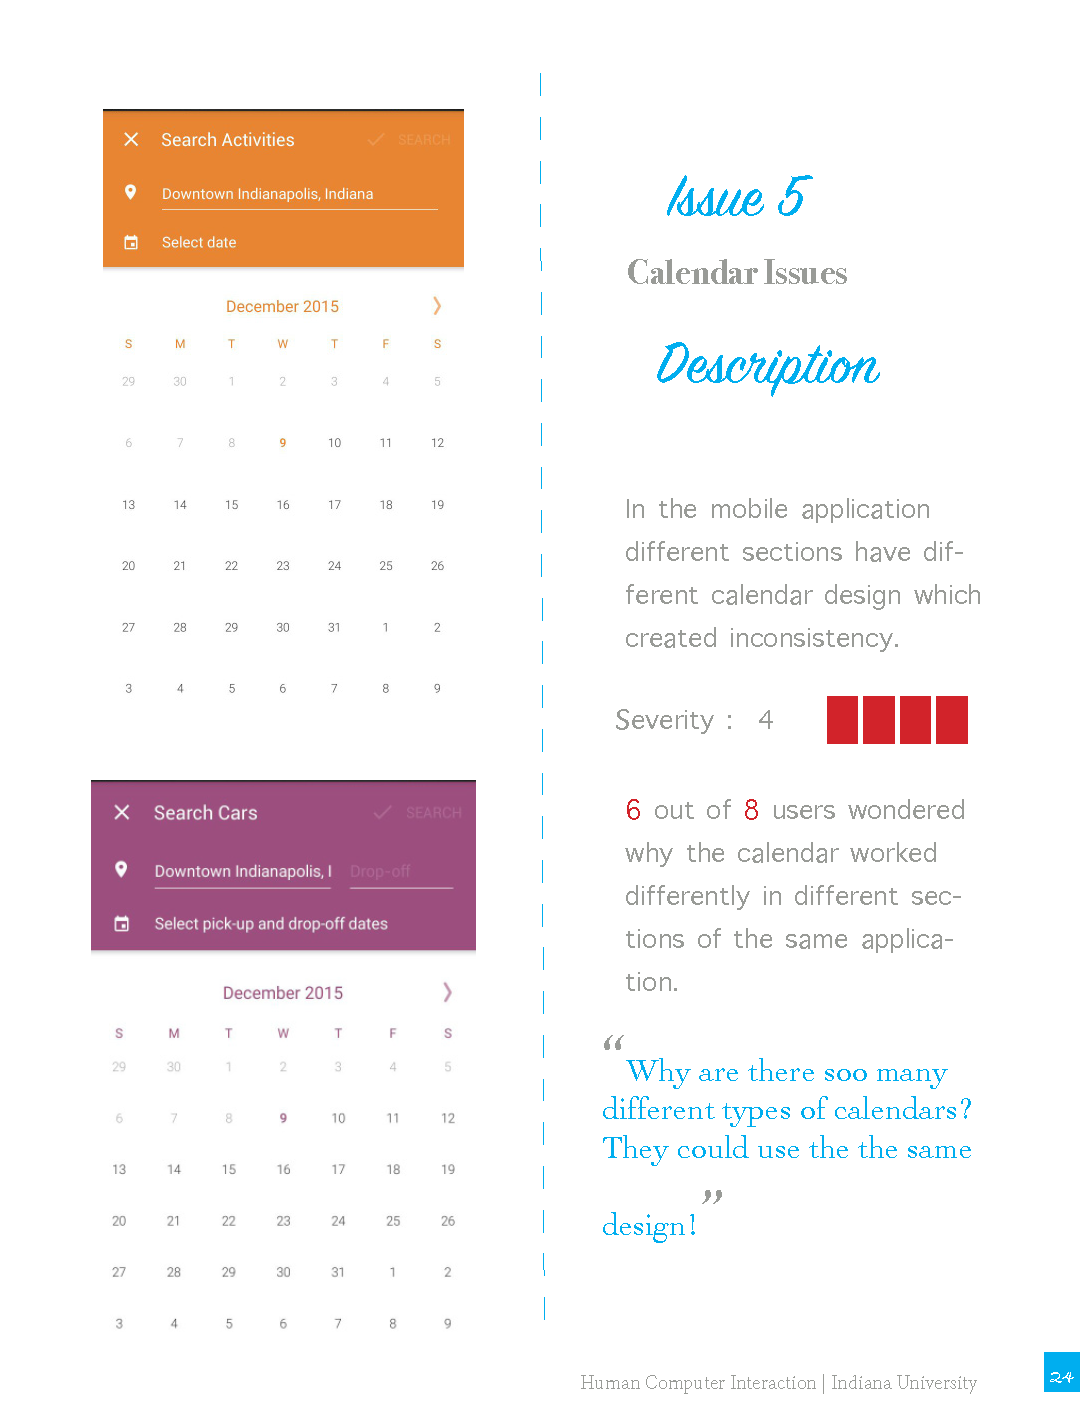 Search Activities SEARCH
Downtown Indianapolis, Indiana
Select date
December 2015
S M T W T F S
29 30 1 2 3 4 5
6 7 8 9 10 11 12
13 14 15 16 17 18 19
20 21 22 23 24 25 26
27 28 29 30 31 1 2
3 4 5 6 7 8 9
Search Cars SEARCH
Downtown Indianapolis, I Drop-off
Select pick-up and drop-off dates
December 2015
S M T W T F S
29 30 1 2 3 4 5
6 7 8 9 10 11 12
13 14 15 16 17 18 19
20 21 22 23 24 25 26
27 28 29 30 31 1 2
3 4 5 6 7 8 9
Issue 5
Calendar Issues
Description
In the mobile application
different sections have dif-
ferent calendar design which
created inconsistency.
Severity : 4
6 out of 8 users wondered
why the calendar worked
differently in different sec-
tions of the same applica-
tion.
“Why are there soo many
different types of calendars?
They could use the the same
design!”
Human Computer Interaction | Indiana University
24